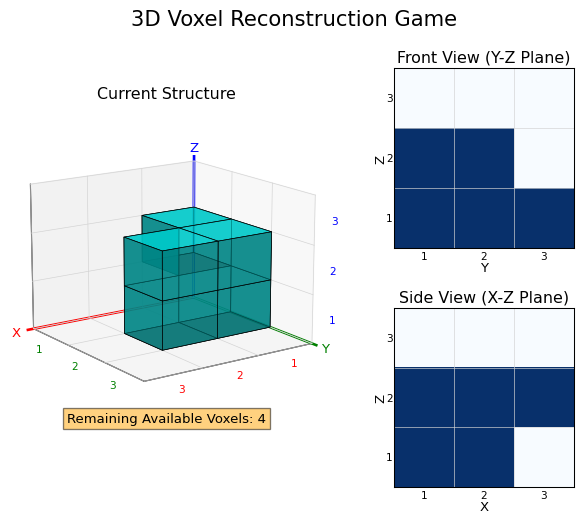 3D Voxel Reconstruction Game
Current Structure
Z
3
2
1
X
Y
1
2
3
3
2
1
Remaining Available Voxels: 4
Front View (Y-Z Plane)
Z
3
2
1
1 2 3
Y
Side View (X-Z Plane)
Z
3
2
1
1 2 3
X